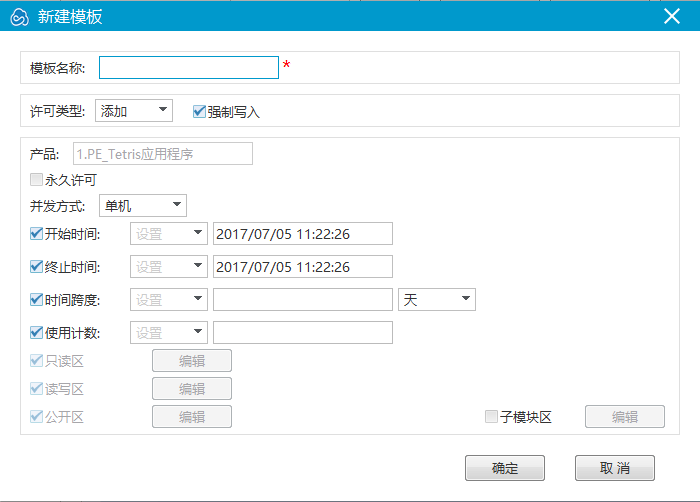 新建模板
模板名称: *
许可类型: 添加 强制写入
产品: 1.PE_Tetris应用程序
永久许可
并发方式: 单机
开始时间: 设置 2017/07/05 11:22:26
终止时间: 设置 2017/07/05 11:22:26
时间跨度: 设置 天
使用计数: 设置
只读区 编辑
读写区 编辑
公开区 编辑 子模块区 编辑
确定 取消